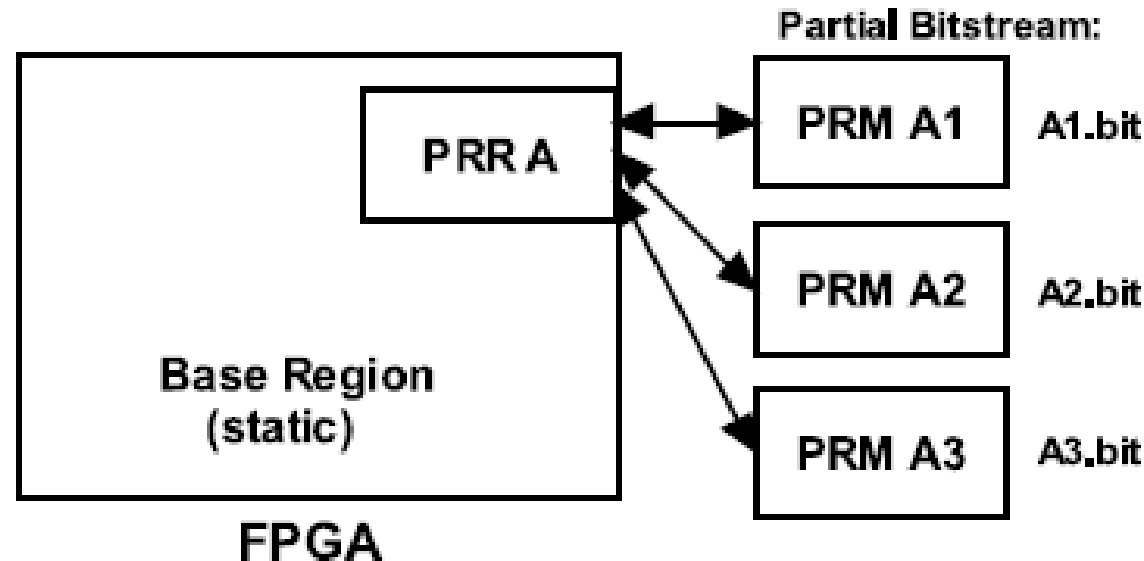 Partial Bitstream:
PRR A
PRM A1
A1.bit
PRM A2
A2.bit
Base Region
(static)
PRM A3
A3.bit
FPGA